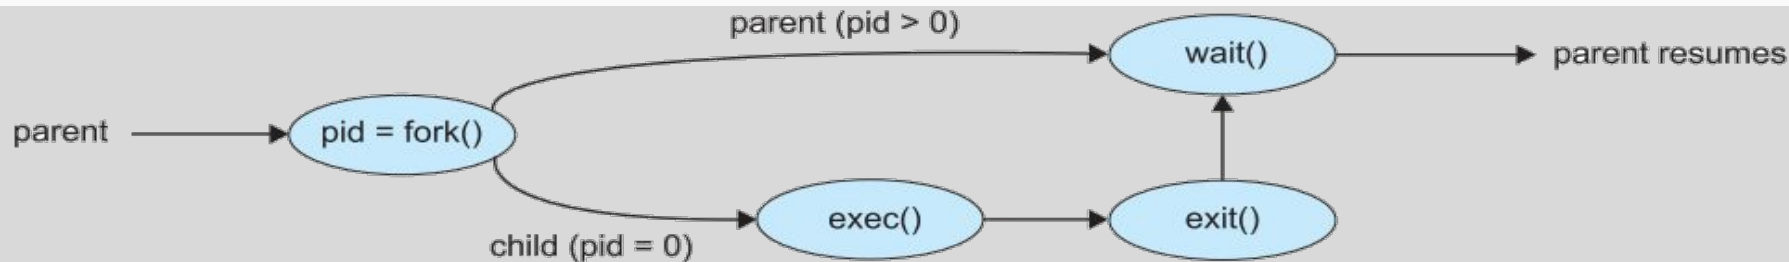 parent (pid > 0)
wait()
parent resumes
parent
pid = fork()
exec()
exit()
child (pid = 0)